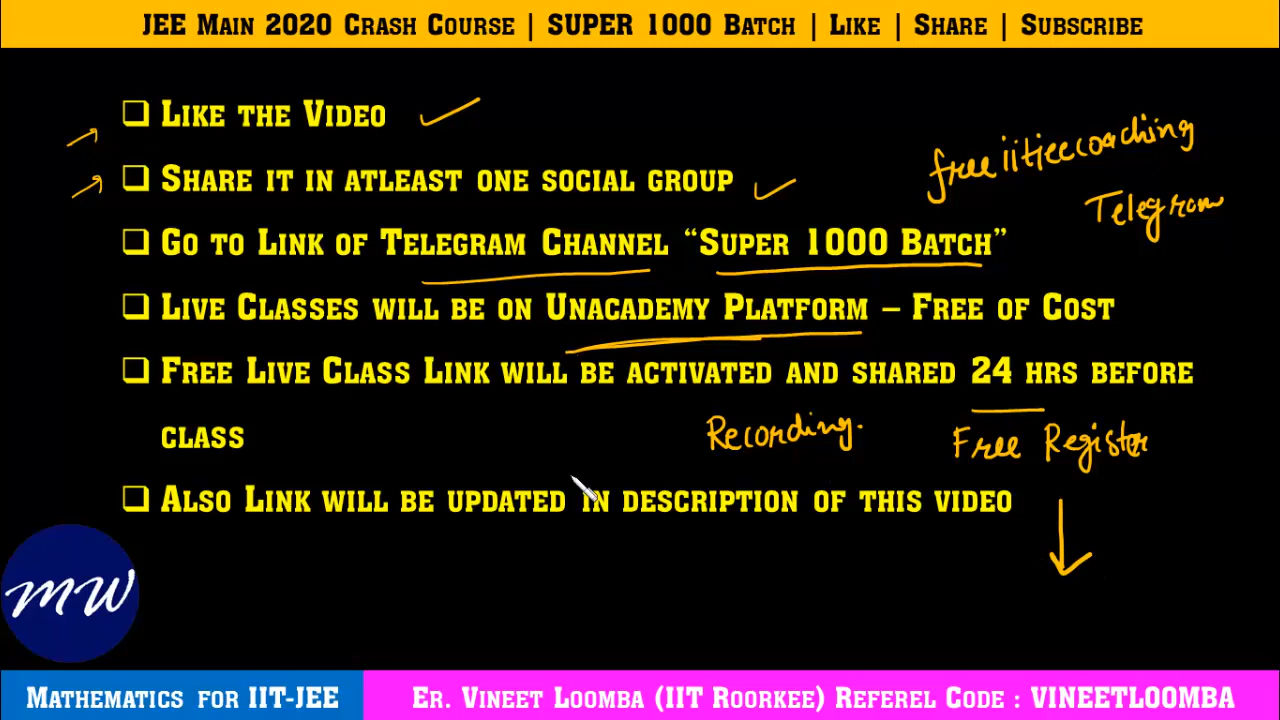 JEE Main 2020 Crash Course | SUPER 1000 Batch | Like | Share | Subscribe
Like the Video
Share it in atleast one social group
free iitjeecoaching
Telegram
Go to Link of Telegram Channel “Super 1000 Batch”
Live Classes will be on Unacademy Platform – Free of Cost
Free Live Class Link will be activated and shared 24 hrs before
class
Recording.
Free Register
Also Link will be updated in description of this video
MW
Mathematics for IIT-JEE
Er. Vineet Loomba (IIT Roorkee) Referel Code : VINEETLOOMBA